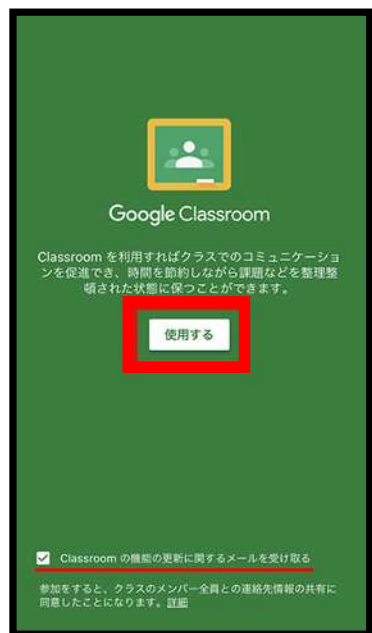 Google Classroom
Classroom を利用すればクラスでのコミュニケーショ
ンを促進でき、時間を節約しながら課題などを整理整
頓された状態に保つことができます。
使用する
Classroom の機能の更新に関するメールを受け取る
参加をすると、クラスのメンバー全員との連絡先情報の共有に
同意したことになります。詳細